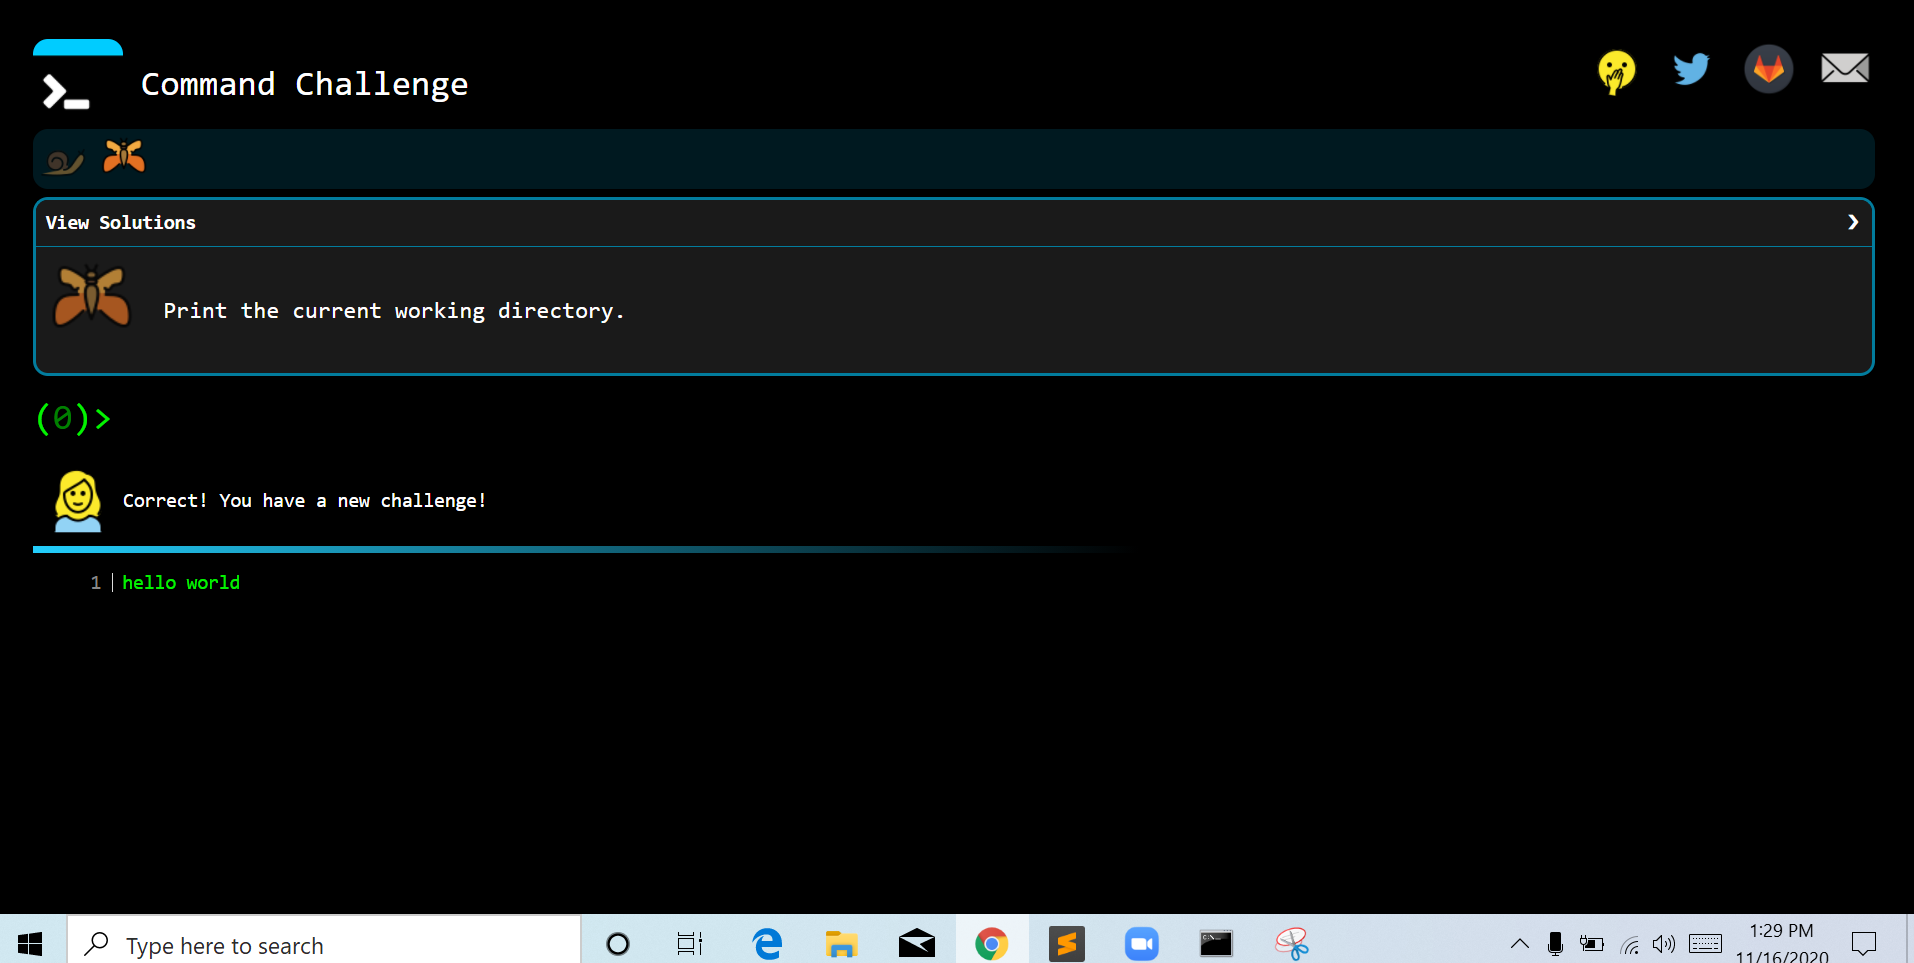 Command Challenge
View Solutions
Print the current working directory.
(0)>
Correct! You have a new challenge!
1 hello world
Type here to search
1:29 PM
11/16/2020